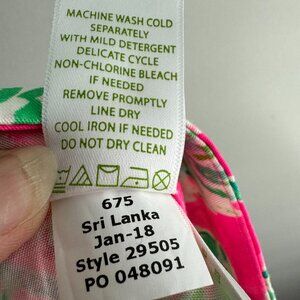 MACHINE WASH COLD
SEPARATELY
WITH MILD DETERGENT
DELICATE CYCLE
NON-CHLORINE BLEACH
IF NEEDED
REMOVE PROMPTLY
LINE DRY
COOL IRON IF NEEDED
DO NOT DRY CLEAN
675
Sri Lanka
Jan-18
Style 29505
PO 048091